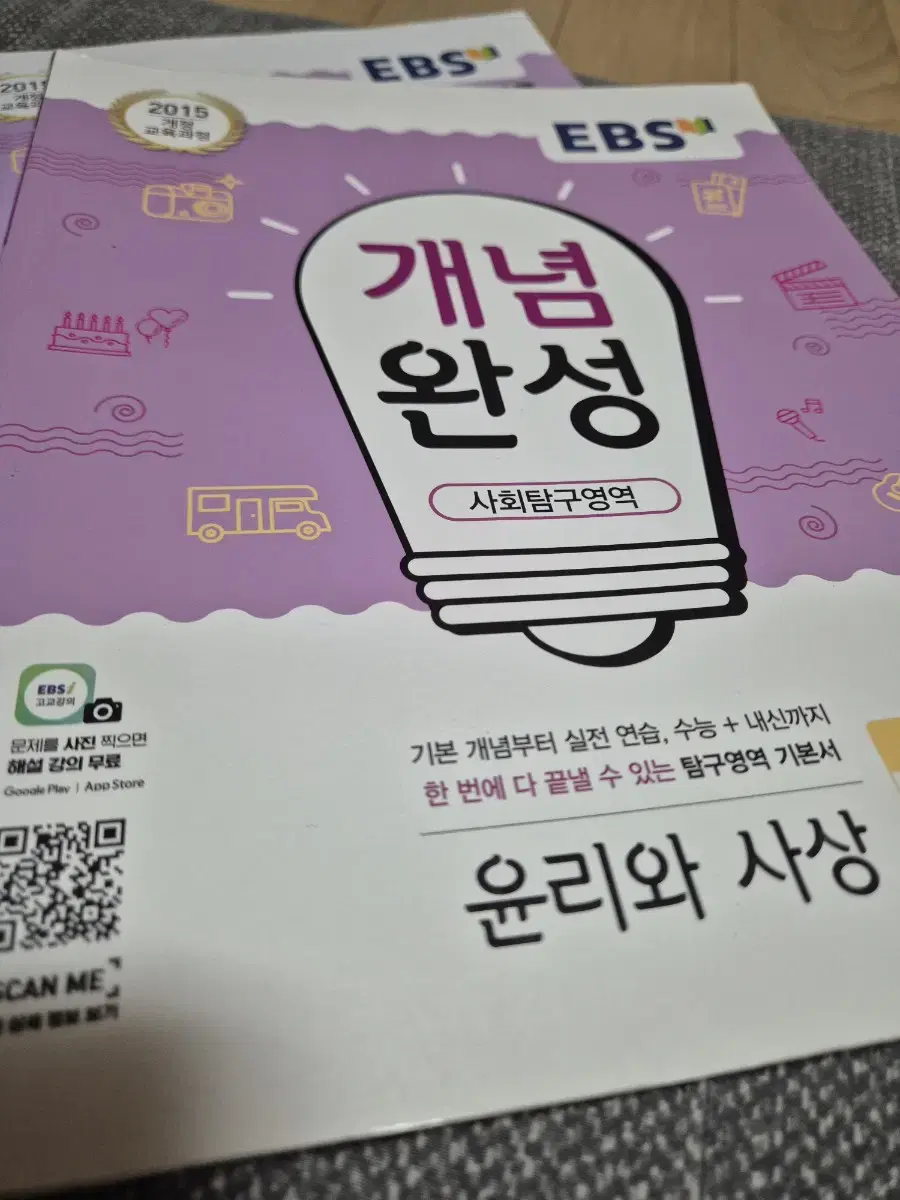 EBS
2015
개정
교육과정
EBS
개념
완성
사회탐구영역
EBSi
고교강의
문제를 사진 찍으면
해설 강의 무료
Google Play | App Store
기본 개념부터 실전 연습, 수능 + 내신까지
한 번에 다 끝낼 수 있는 탐구영역 기본서
윤리와 사상
SCAN ME